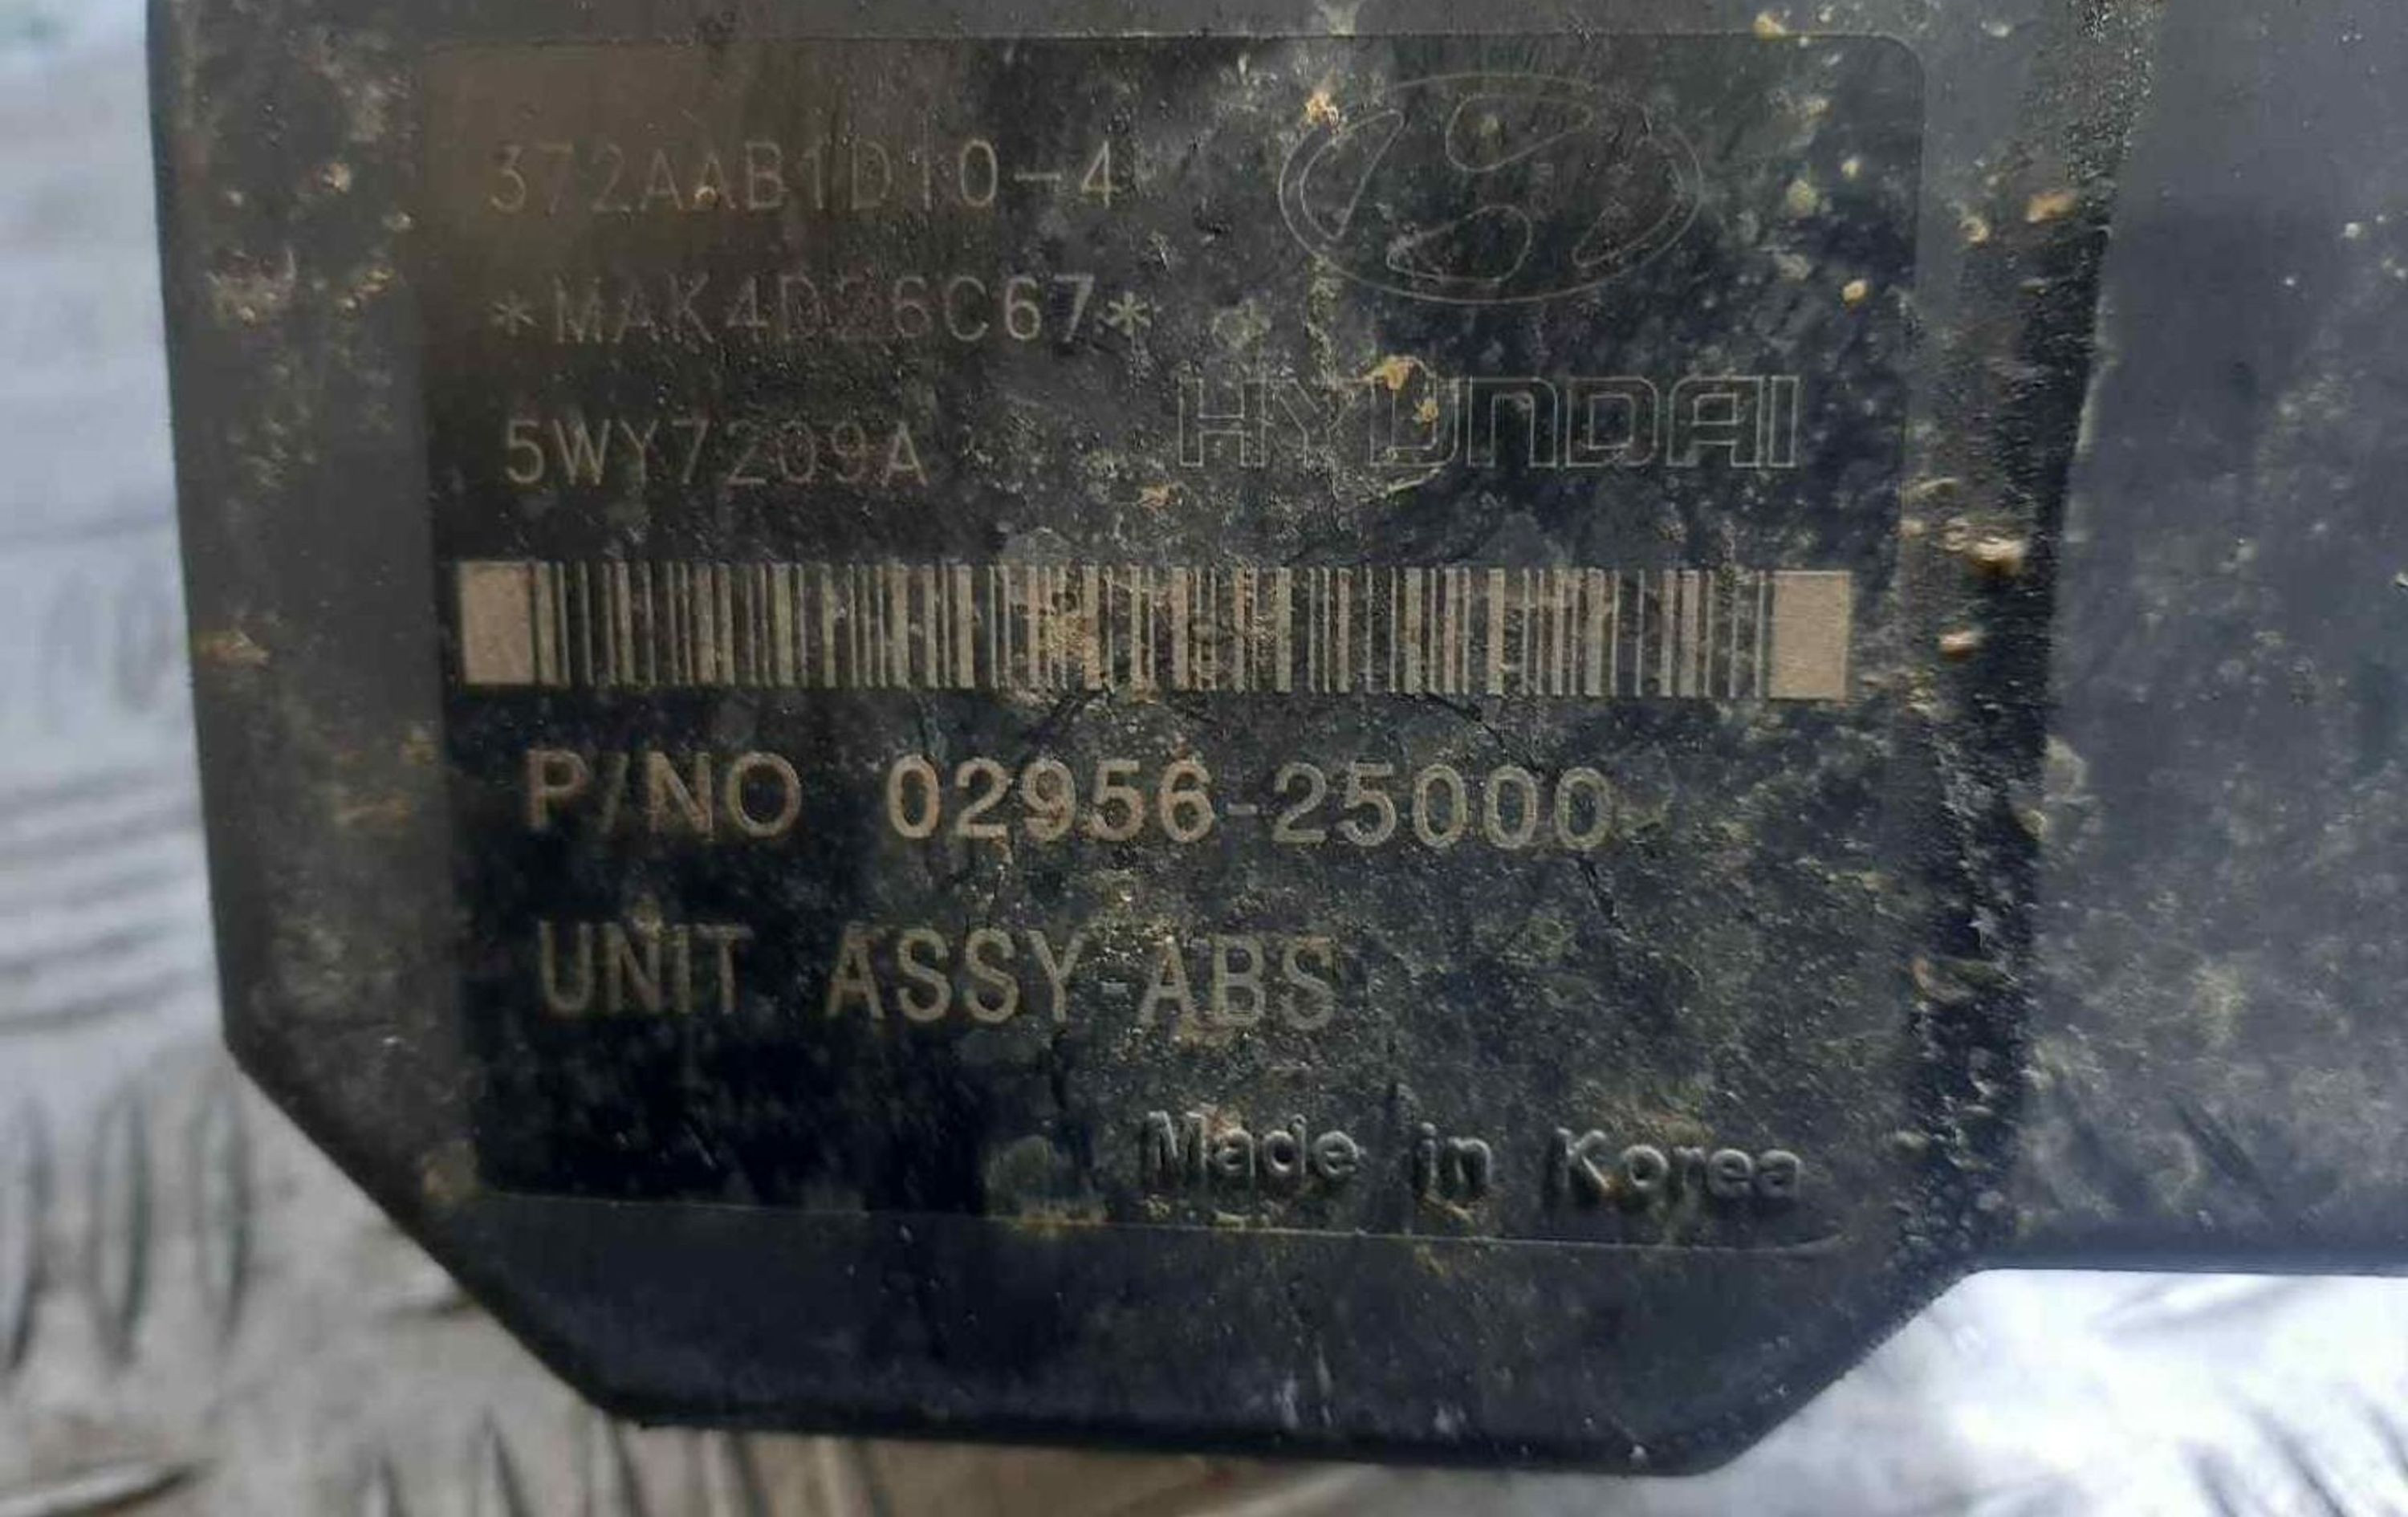 372AAB1D10-4
*MAK4D26C67*
5WY7209A
HYUNDAI
P/NO 02956-25000
UNIT ASSY-ABS
Made in Korea